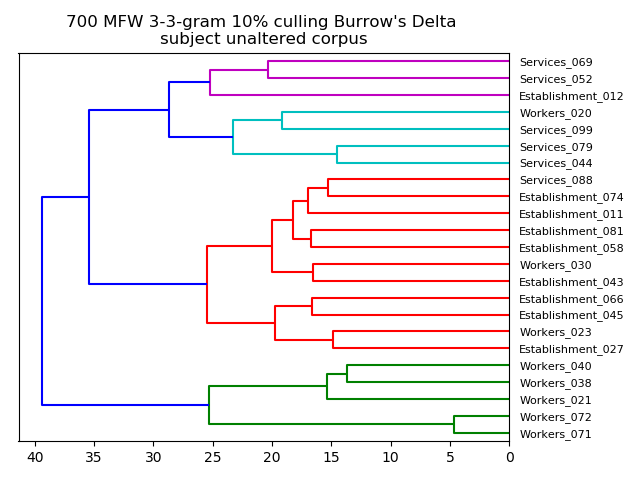 700 MFW 3-3-gram 10% culling Burrow's Delta
subject unaltered corpus
Services_069
Services_052
Establishment_012
Workers_020
Services_099
Services_079
Services_044
Services_088
Establishment_074
Establishment_011
Establishment_081
Establishment_058
Workers_030
Establishment_043
Establishment_066
Establishment_045
Workers_023
Establishment_027
Workers_040
Workers_038
Workers_021
Workers_072
Workers_071
40 35 30 25 20 15 10 5 0